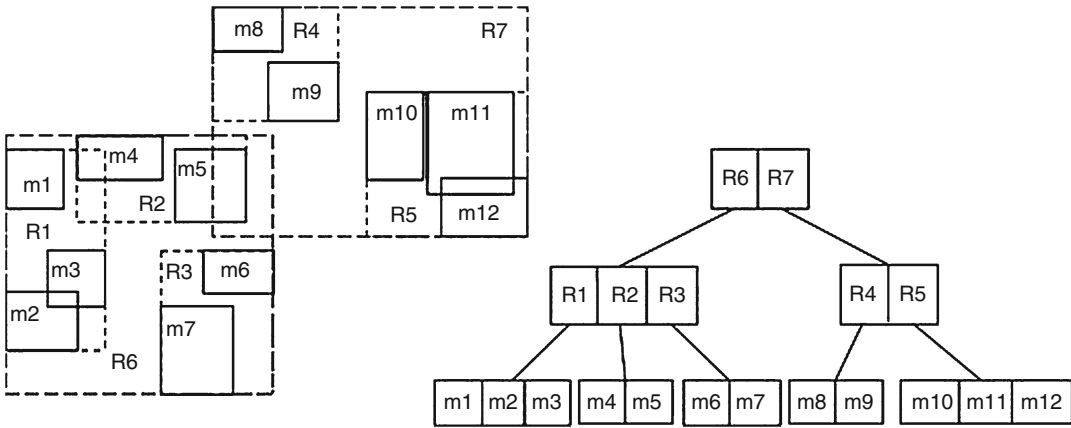 m8 R4 R7
m9
m10 m11
m4
m1 m5
R2
R5 m12
R1
m3 R3 m6
m2
m7
R6
R6 R7
R1 R2 R3
R4 R5
m1 m2 m3
m4 m5
m6 m7
m8 m9
m10 m11 m12